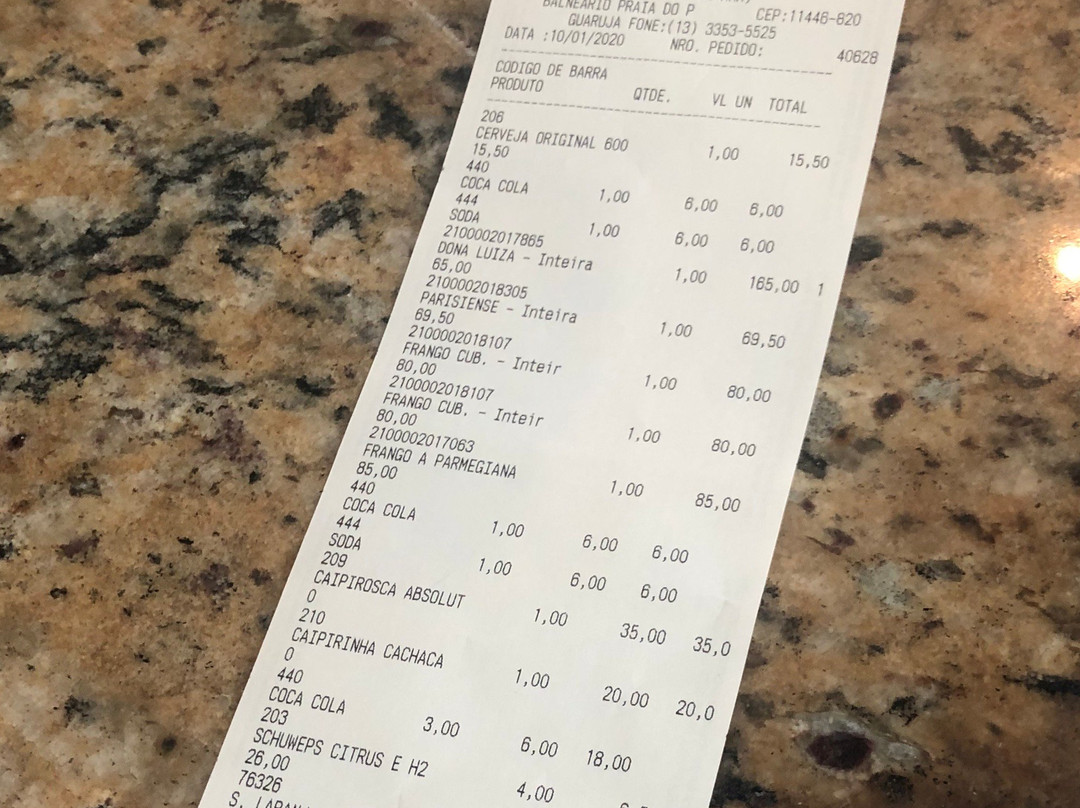 BALNEARIO PRAIA DO P CEP:11446-820
GUARUJA FONE:(13) 3353-5525
DATA :10/01/2020 NRO. PEDIDO: 40628
CODIGO DE BARRA
PRODUTO QTDE. VL UN TOTAL
206
CERVEJA ORIGINAL 600 1,00 15,50
15,50
440
COCA COLA 1,00 6,00 6,00
444
SODA 1,00 6,00 6,00
2100002017865
DONA LUIZA - Inteira 1,00 165,00 1
65,00
2100002018305
PARISIENSE - Inteira 1,00 69,50
69,50
2100002018107
FRANGO CUB. - Inteir 1,00 80,00
80,00
2100002018107
FRANGO CUB. - Inteir 1,00 80,00
80,00
2100002017063
FRANGO A PARMEGIANA 1,00 85,00
85,00
440
COCA COLA 1,00 6,00 6,00
444
SODA 1,00 6,00 6,00
209
CAIPIROSCA ABSOLUT 1,00 35,00 35,0
0
210
CAIPIRINHA CACHACA 1,00 20,00 20,0
0
440
COCA COLA 3,00 6,00 18,00
203
SCHUWEPS CITRUS E H2 4,00
26,00
76326
S.